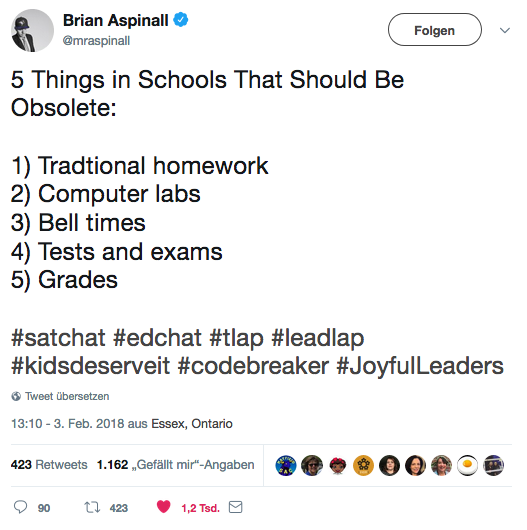 Brian Aspinall
@mraspinall
Folgen
5 Things in Schools That Should Be
Obsolete:
1) Tradtional homework
2) Computer labs
3) Bell times
4) Tests and exams
5) Grades
#satchat #edchat #tlap #leadlap
#kidsdeserveit #codebreaker #JoyfulLeaders
Tweet übersetzen
13:10 - 3. Feb. 2018 aus Essex, Ontario
423 Retweets 1.162 „Gefällt mir“-Angaben
90 423 1,2 Tsd.